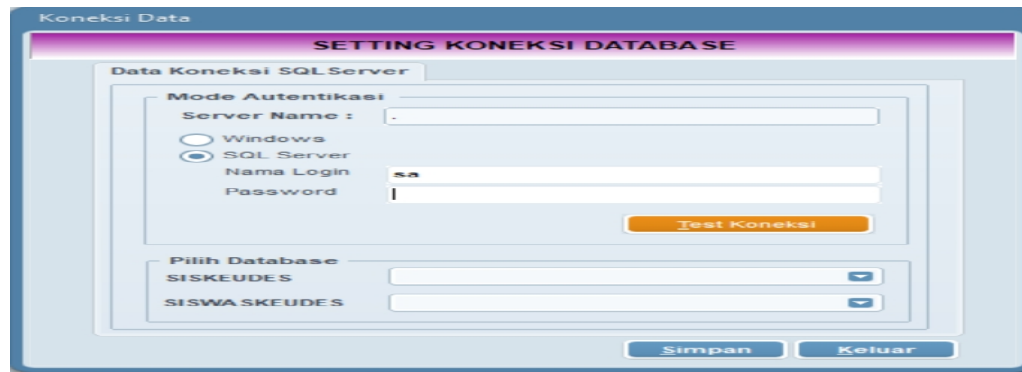 Koneksi Data
SETTING KONEKSI DATABASE
Data Koneksi SQLServer
Mode Autentikasi
Server Name : .
Windows
SQL Server
Nama Login sa
Password
Test Koneksi
Pilih Database
SISKEUDES
SISWASKEUDES
Simpan Keluar